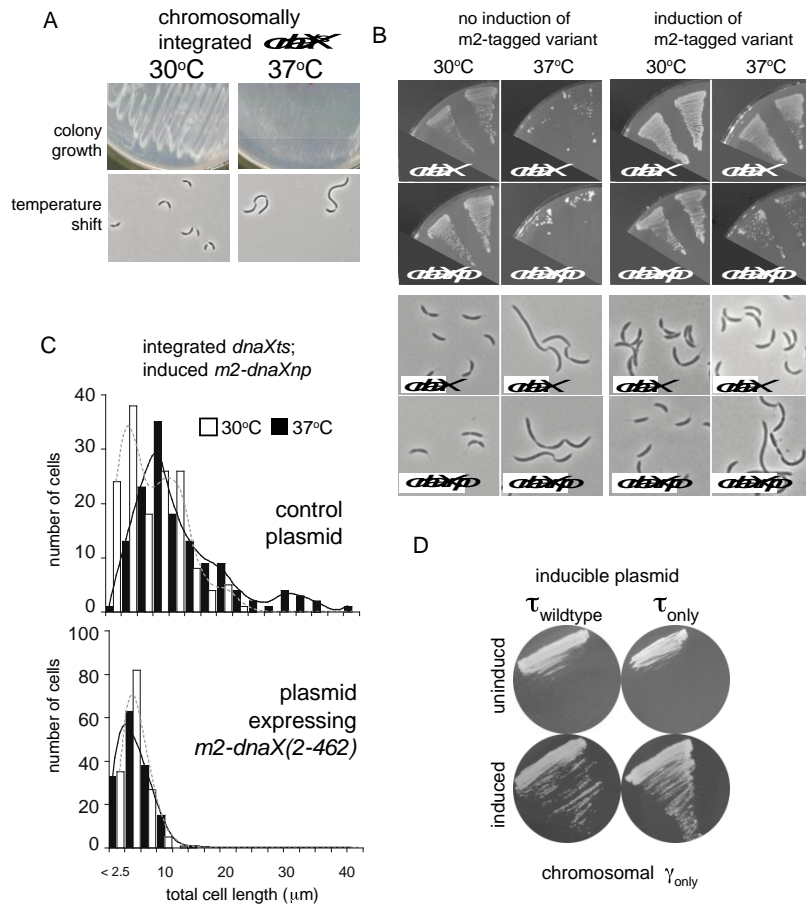 A
chromosomally
integrated
30°C
37°C
colony
growth
temperature
shift
B
no induction of
m2-tagged variant
induction of
m2-tagged variant
30°C
37°C
30°C
37°C
C
integrated dnaXts;
induced m2-dnaXnp
number of cells
40
30
20
10
0
30°C
37°C
control
plasmid
number of cells
100
80
60
40
20
0
plasmid
expressing
m2-dnaX(2-462)
< 2.5
10
20
30
40
total cell length (μm)
D
inducible plasmid
τwildtype
τonly
uninducd
induced
chromosomal γonly